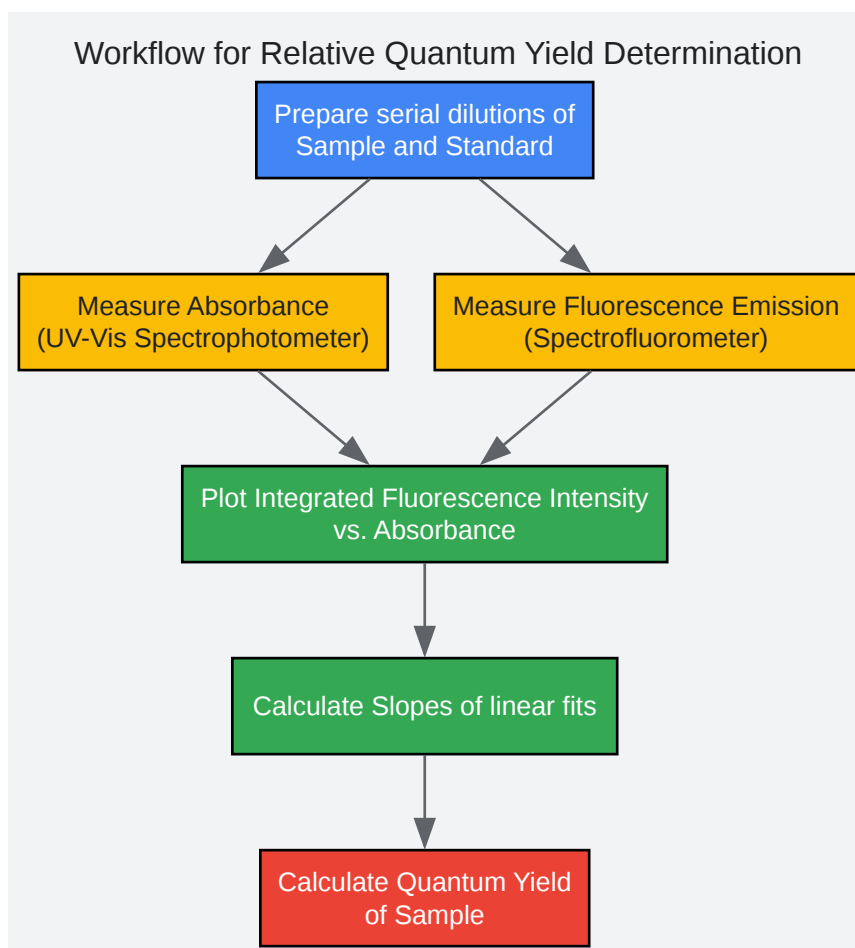 Workflow for Relative Quantum Yield Determination
Prepare serial dilutions of
Sample and Standard
Measure Absorbance
(UV-Vis Spectrophotometer)
Measure Fluorescence Emission
(Spectrofluorometer)
Plot Integrated Fluorescence Intensity
vs. Absorbance
Calculate Slopes of linear fits
Calculate Quantum Yield
of Sample